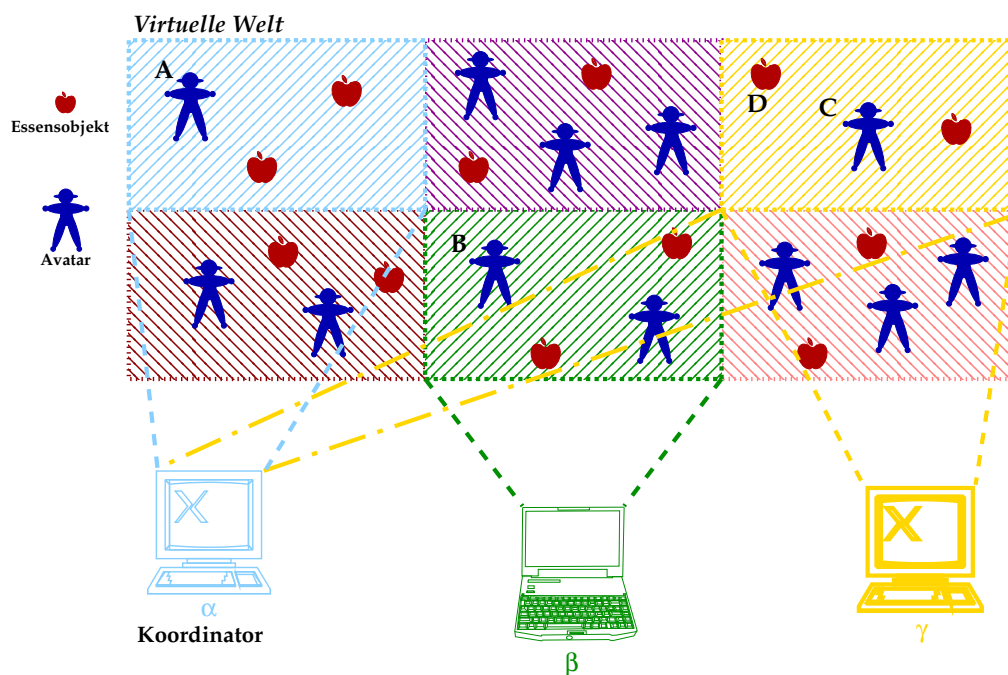 Virtuelle Welt
A
D
C
Essensobjekt
B
Avatar
X
X
α
Koordinator
β
γ